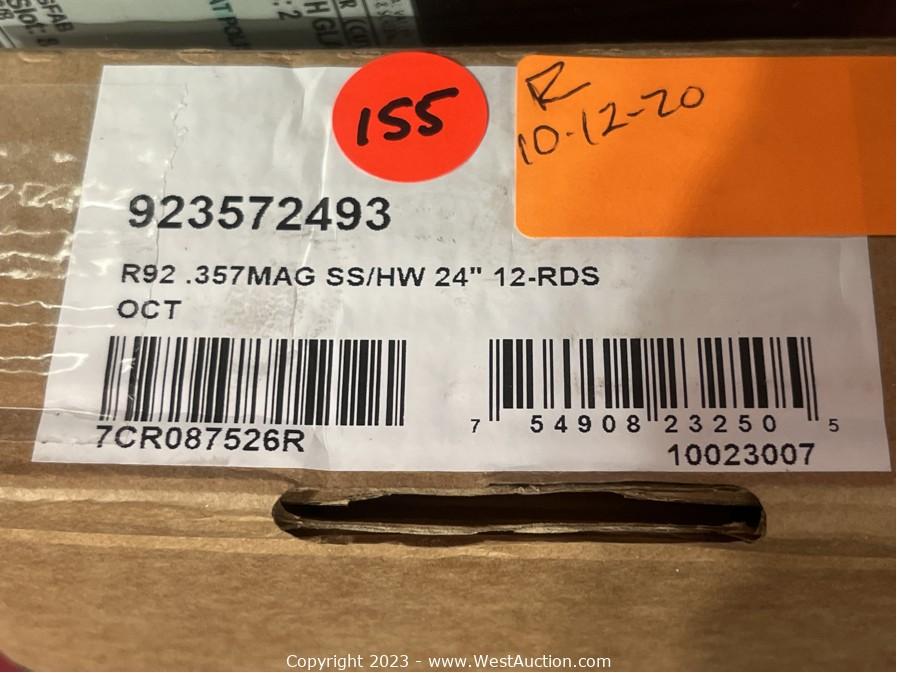 155
R
10-12-20
923572493
R92 .357MAG SS/HW 24" 12-RDS
OCT
7CR087526R
7 54908 23250 5
10023007
Copyright 2023 - www.WestAuction.com